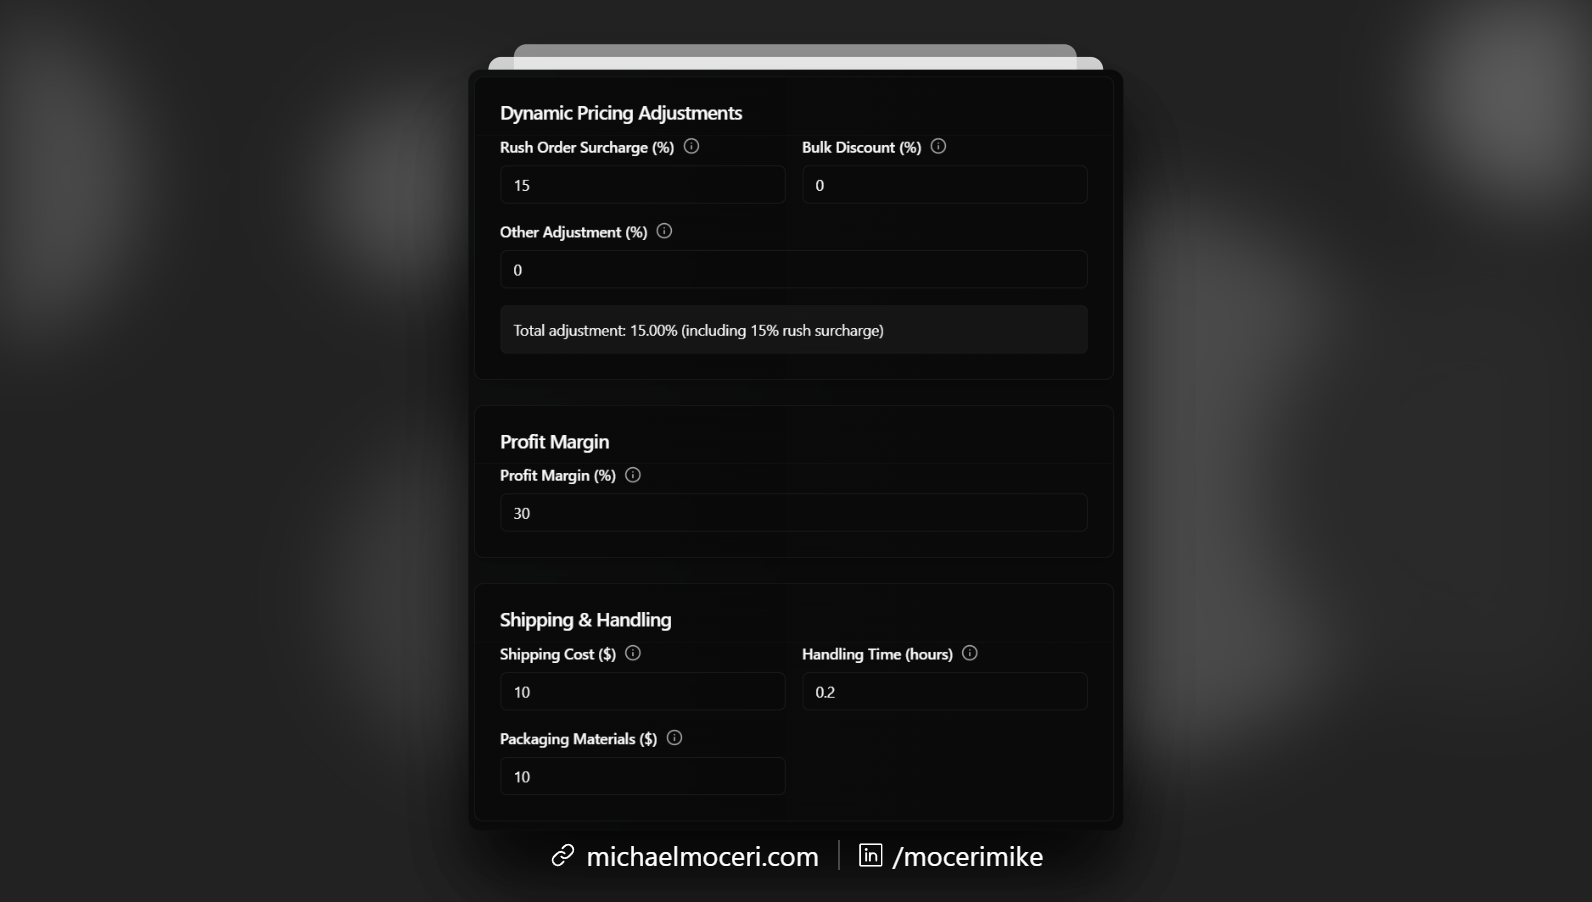 Dynamic Pricing Adjustments
Rush Order Surcharge (%)
Bulk Discount (%)
15
0
Other Adjustment (%)
0
Total adjustment: 15.00% (including 15% rush surcharge)
Profit Margin
Profit Margin (%)
30
Shipping & Handling
Shipping Cost ($)
Handling Time (hours)
10
0.2
Packaging Materials ($)
10
michaelmoceri.com
/mocerimike